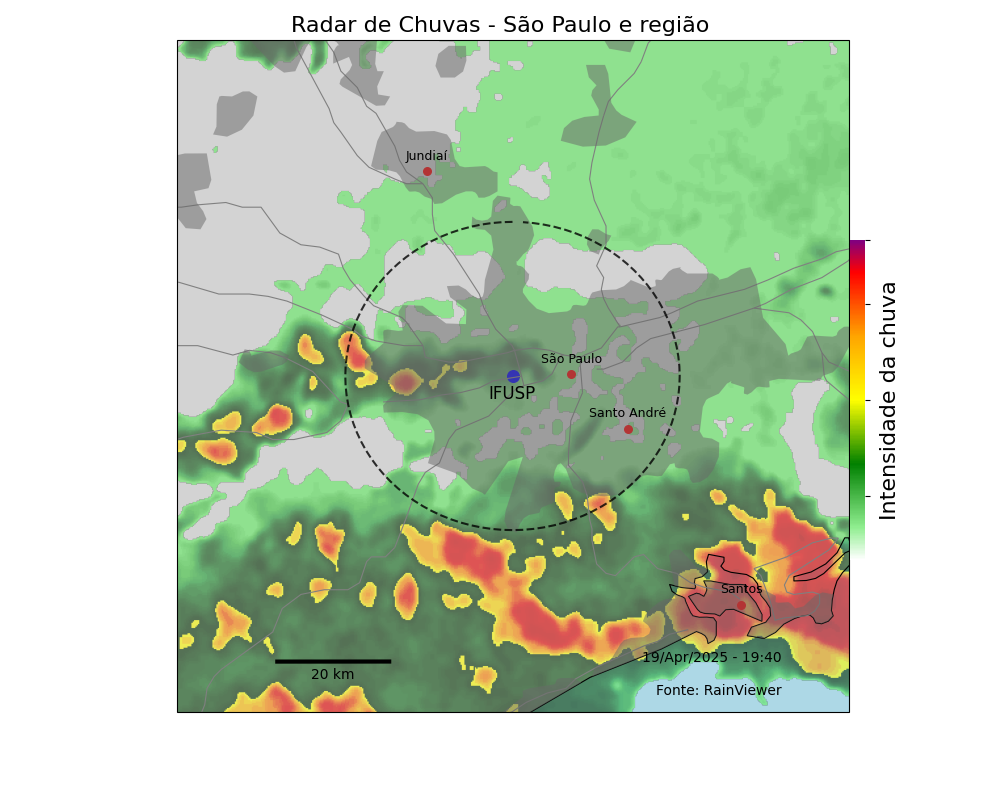 Radar de Chuvas - São Paulo e região
Jundiaí
São Paulo
IFUSP
Santo André
Intensidade da chuva
Santos
19/Apr/2025 - 19:40
20 km
Fonte: RainViewer